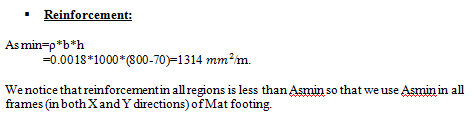 ▪ Reinforcement:
As min=ρ*b*h
=0.0018*1000*(800-70)=1314 mm²/m.
We notice that reinforcement in all regions is less than Asmin so that we use Asmin in all
frames (in both X and Y directions) of Mat footing.